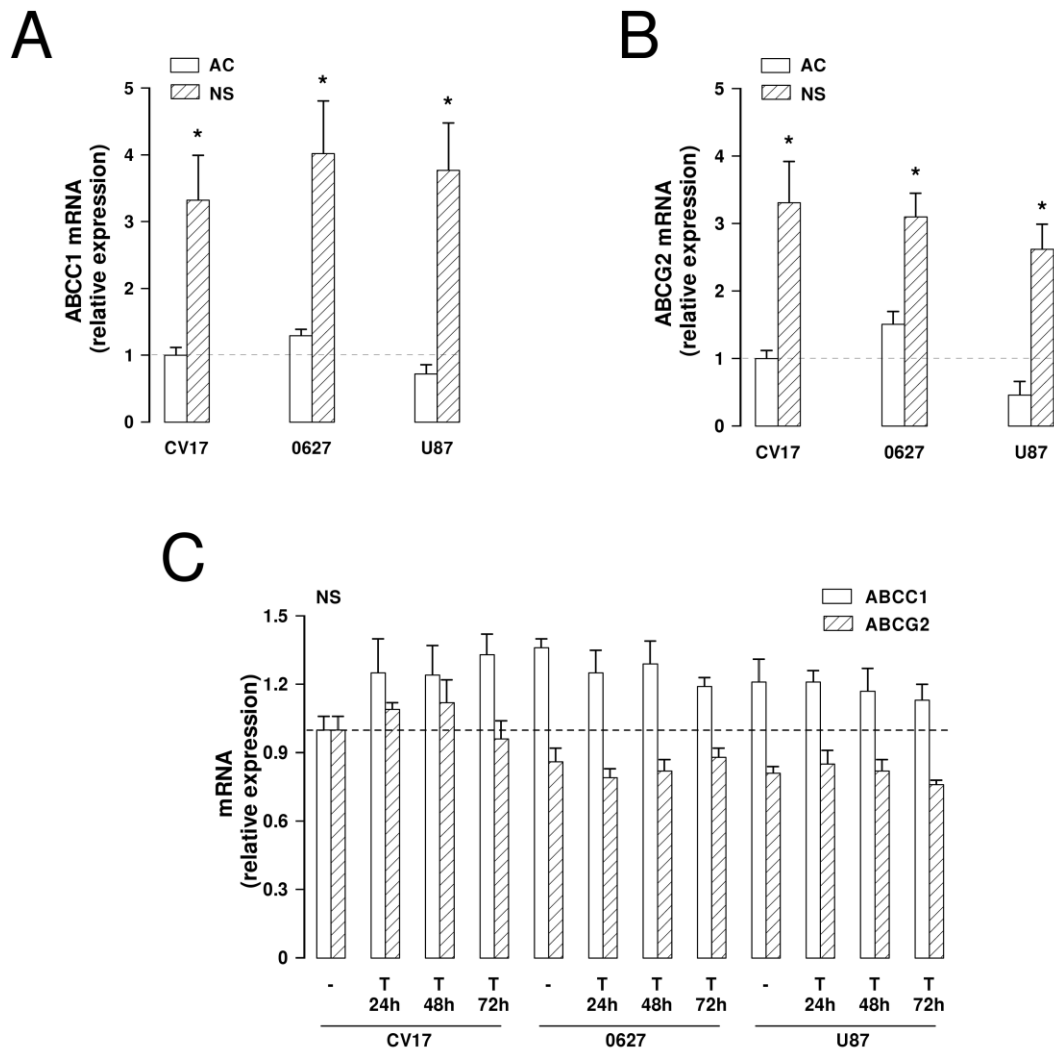 A
B
AC
NS
5
4
3
2
1
0
ABCC1 mRNA
(relative expression)
*
*
*
CV17
0627
U87
AC
NS
5
4
3
2
1
0
ABCG2 mRNA
(relative expression)
*
*
*
CV17
0627
U87
C
NS
ABCC1
ABCG2
1.5
1.2
0.9
0.6
0.3
0
mRNA
(relative expression)
- T T T - T T T - T T T
24h 48h 72h 24h 48h 72h 24h 48h 72h
CV17 0627 U87